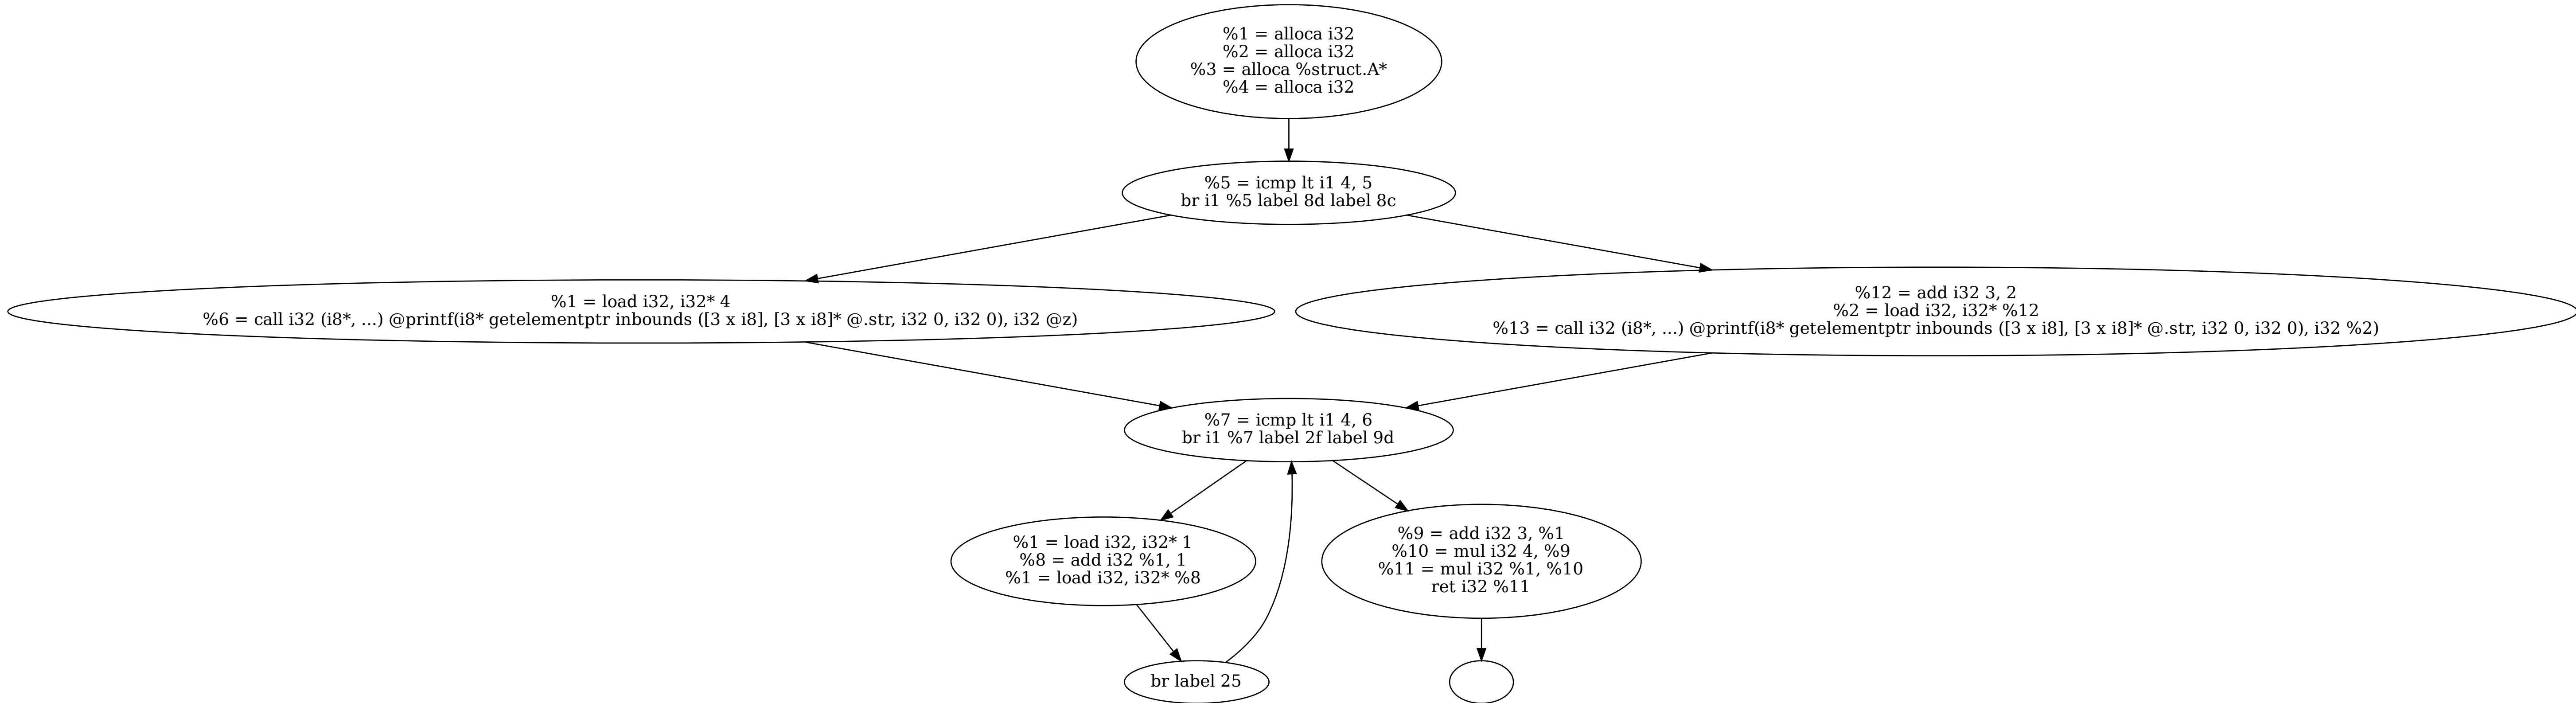 %1 = alloca i32
%2 = alloca i32
%3 = alloca %struct.A*
%4 = alloca i32
%5 = icmp lt i1 4, 5
br i1 %5 label 8d label 8c
%1 = load i32, i32* 4
%6 = call i32 (i8*, ...) @printf(i8* getelementptr inbounds ([3 x i8], [3 x i8]* @.str, i32 0, i32 0), i32 @z)
%12 = add i32 3, 2
%2 = load i32, i32* %12
%13 = call i32 (i8*, ...) @printf(i8* getelementptr inbounds ([3 x i8], [3 x i8]* @.str, i32 0, i32 0), i32 %2)
%7 = icmp lt i1 4, 6
br i1 %7 label 2f label 9d
%1 = load i32, i32* 1
%8 = add i32 %1, 1
%1 = load i32, i32* %8
%9 = add i32 3, %1
%10 = mul i32 4, %9
%11 = mul i32 %1, %10
ret i32 %11
br label 25